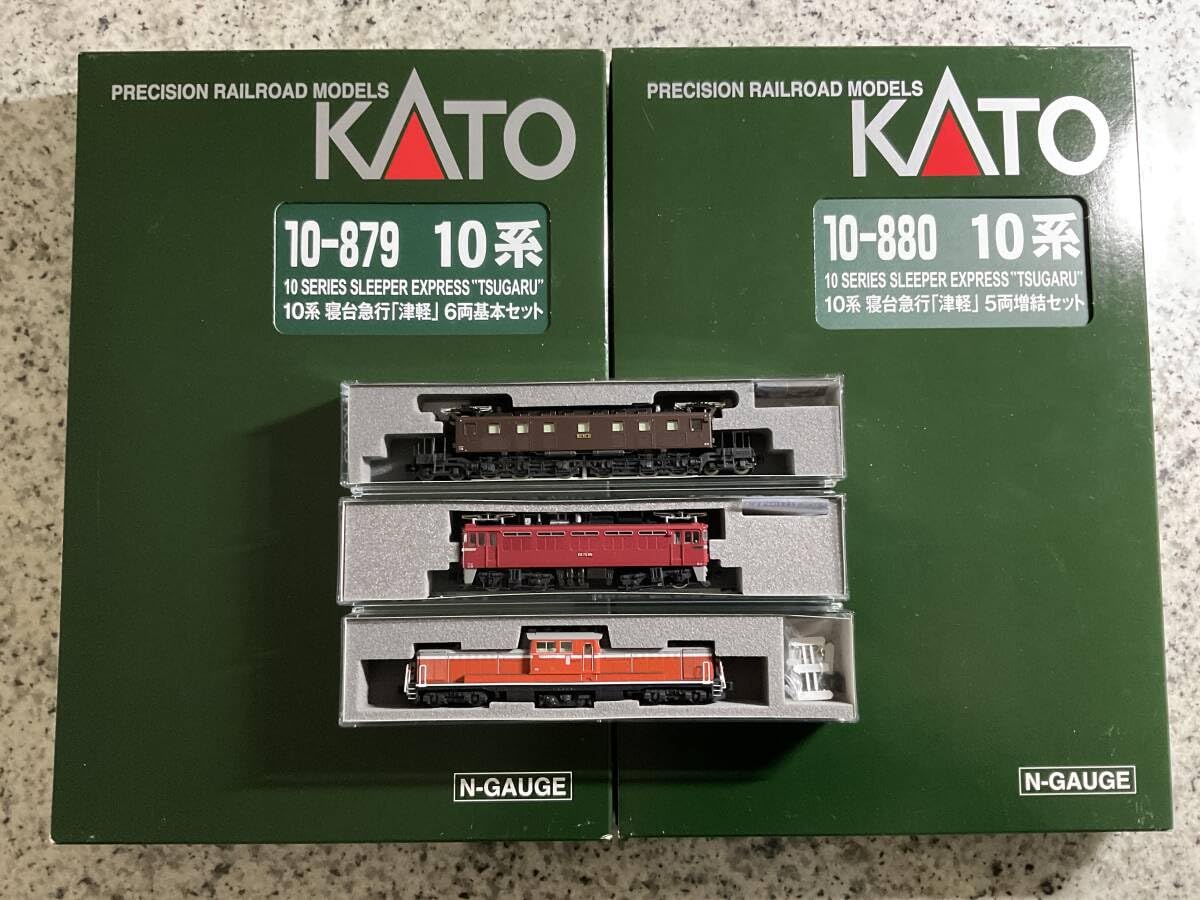 PRECISION RAILROAD MODELS
KATO
10-879 10系
10 SERIES SLEEPER EXPRESS "TSUGARU"
10系 寝台急行「津軽」 6両基本セット
N-GAUGE
PRECISION RAILROAD MODELS
KATO
10-880 10系
10 SERIES SLEEPER EXPRESS "TSUGARU"
10系 寝台急行「津軽」 5両増結セット
N-GAUGE